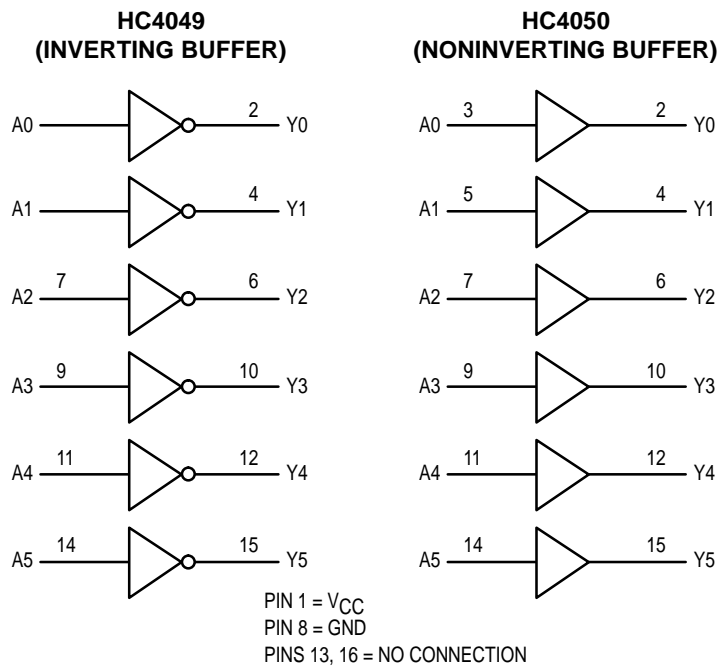 HC4049
(INVERTING BUFFER)
A0 2 Y0
A1 4 Y1
A2 7 6 Y2
A3 9 10 Y3
A4 11 12 Y4
A5 14 15 Y5
HC4050
(NONINVERTING BUFFER)
A0 3 2 Y0
A1 5 4 Y1
A2 7 6 Y2
A3 9 10 Y3
A4 11 12 Y4
A5 14 15 Y5
PIN 1 = VCC
PIN 8 = GND
PINS 13, 16 = NO CONNECTION